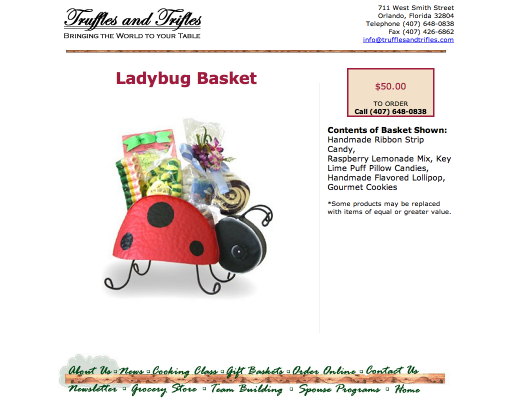 Truffles and Trifles
Bringing the World to your Table
711 West Smith Street
Orlando, Florida 32804
Telephone (407) 648-0838
Fax (407) 426-6862
info@trufflesandtrifles.com
Ladybug Basket
$50.00
TO ORDER
Call (407) 648-0838
Contents of Basket Shown:
Handmade Ribbon Strip
Candy,
Raspberry Lemonade Mix, Key
Lime Puff Pillow Candies,
Handmade Flavored Lollipop,
Gourmet Cookies
*Some products may be replaced
with items of equal or greater value.
About Us ▫ News ▫ Cooking Class ▫ Gift Baskets ▫ Order Online ▫ Contact Us
Newsletter ▫ Grocery Store ▫ Team Building ▫ Spouse Programs ▫ Home